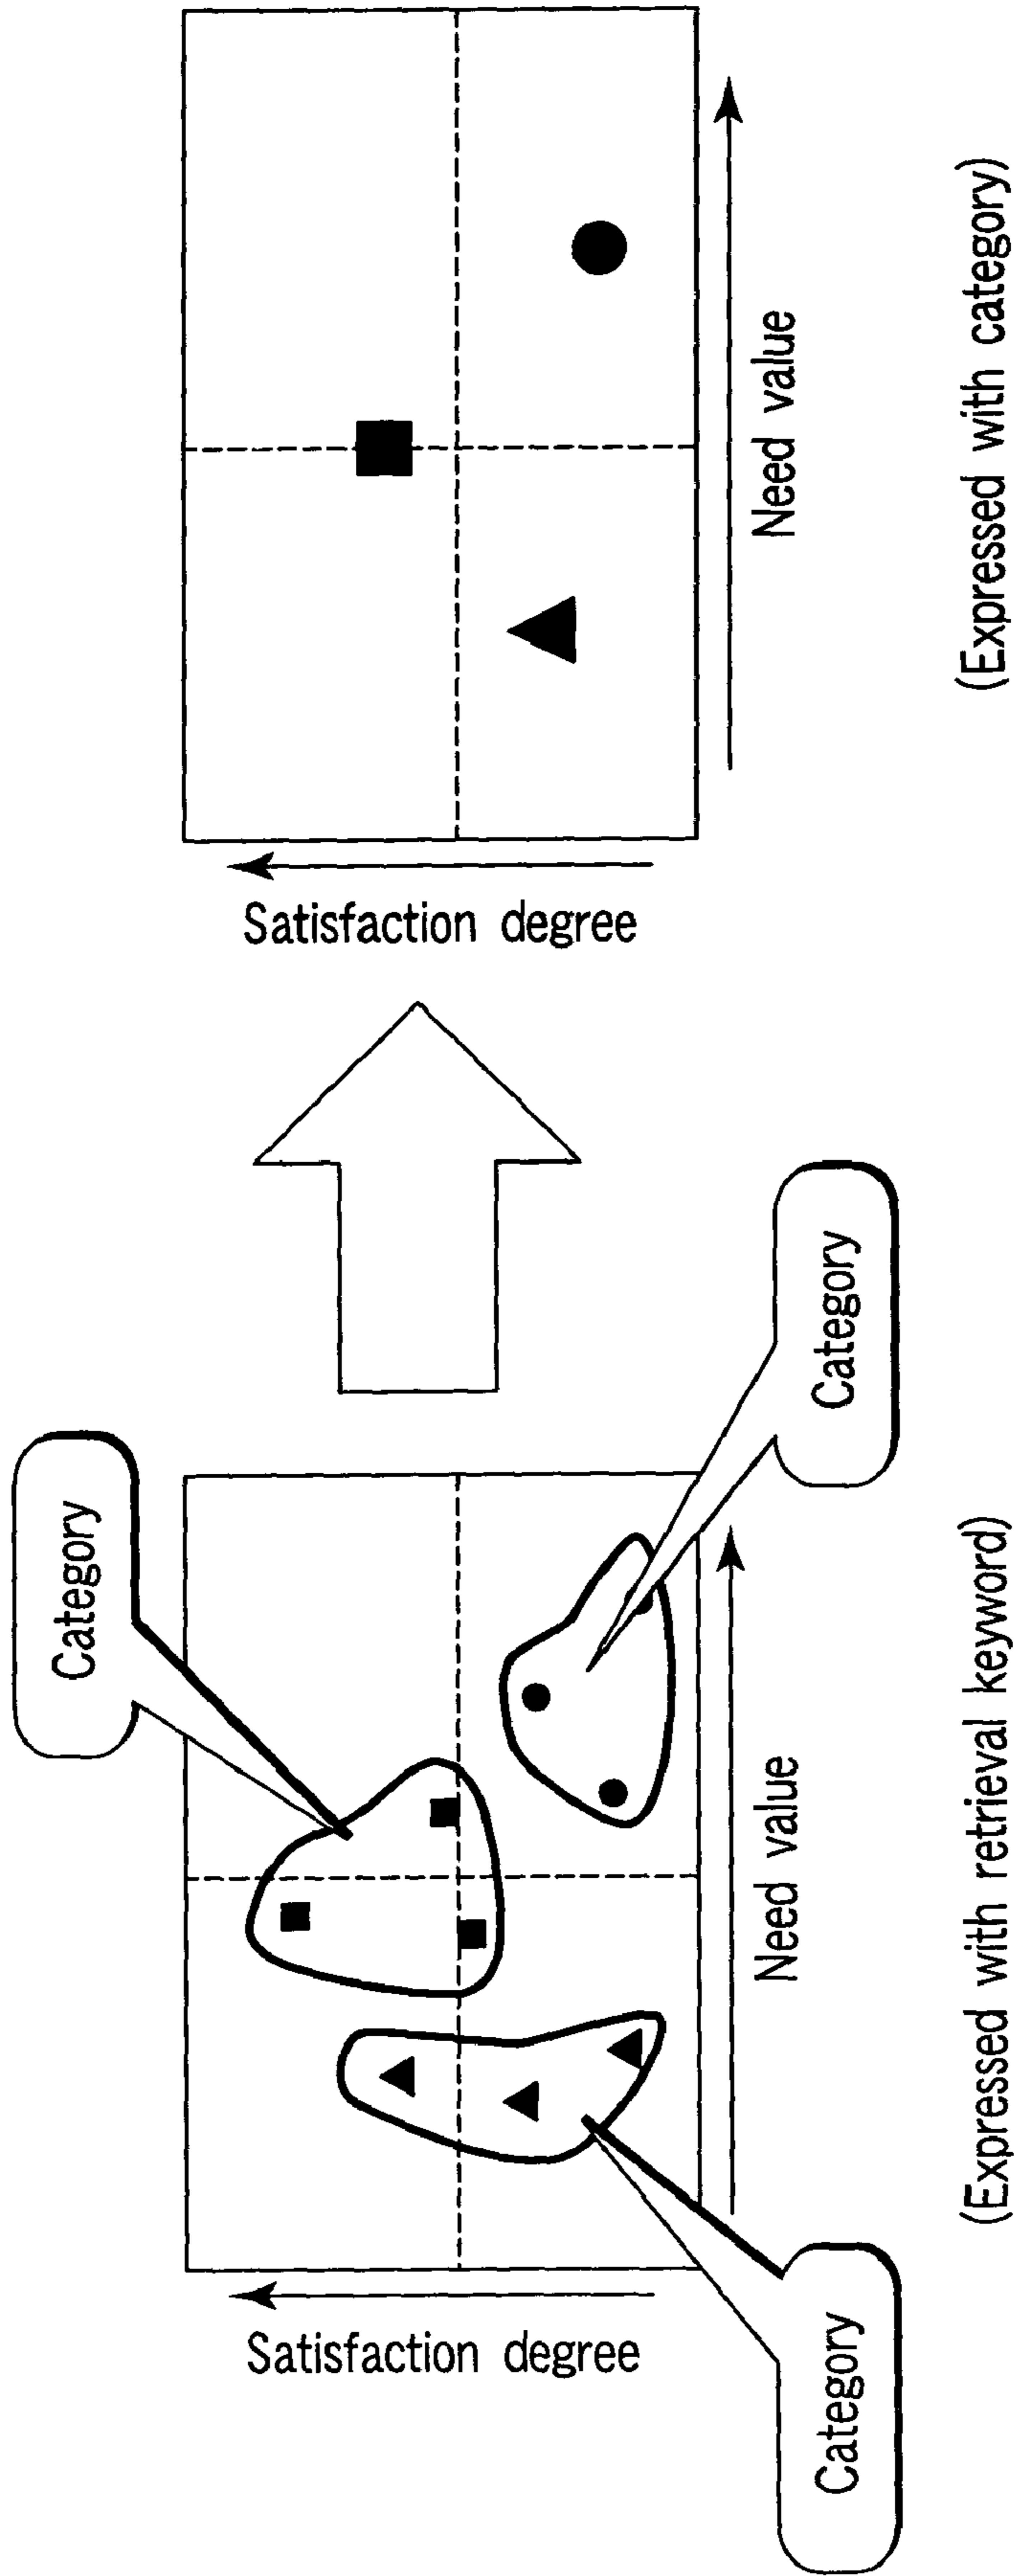 Category
Category
Category
Satisfaction degree
Need value
(Expressed with retrieval keyword)
Satisfaction degree
Need value
(Expressed with category)